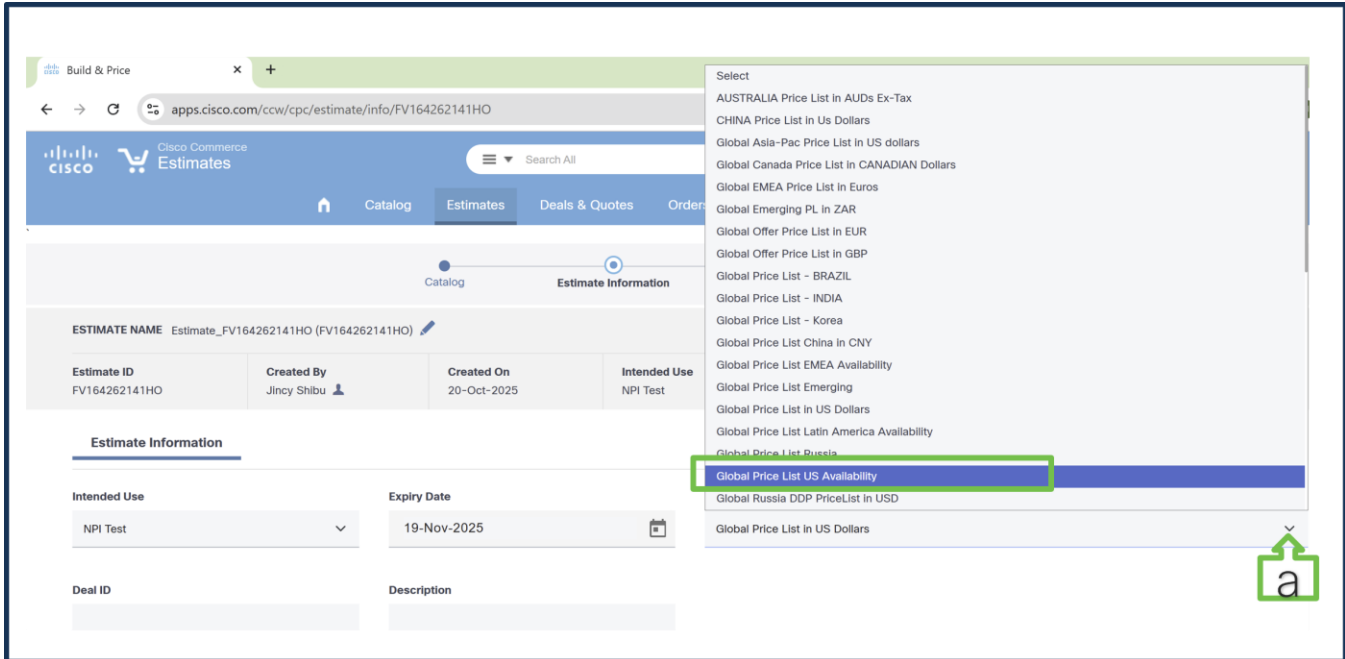 Build & Price
apps.cisco.com/ccw/cpc/estimate/info/FV164262141HO
CISCO
Cisco Commerce
Estimates
Search All
Catalog Estimates Deals & Quotes
Catalog
Estimate Information
ESTIMATE NAME Estimate_FV164262141HO (FV164262141HO)
Estimate ID Created By Created On Intended Use
FV164262141HO Jincy Shibu 20-Oct-2025 NPI Test
Estimate Information
Select
AUSTRALIA Price List in AUDs Ex-Tax
CHINA Price List in Us Dollars
Global Asia-Pac Price List in US dollars
Global Canada Price List in CANADIAN Dollars
Global EMEA Price List in Euros
Global Emerging PL in ZAR
Global Offer Price List in EUR
Global Offer Price List in GBP
Global Price List - BRAZIL
Global Price List - INDIA
Global Price List - Korea
Global Price List China in CNY
Global Price List EMEA Availability
Global Price List Emerging
Global Price List in US Dollars
Global Price List Latin America Availability
Global Price List Russia
Global Price List US Availability
Global Russia DDP PriceList in USD
Intended Use Expiry Date
NPI Test 19-Nov-2025 Global Price List in US Dollars
a
Deal ID Description